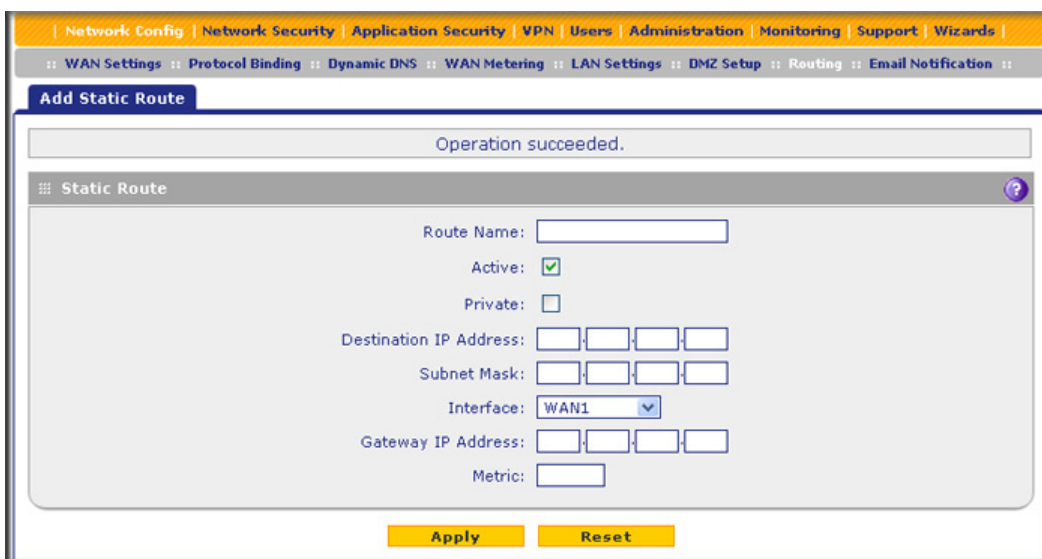 | Network Config | Network Security | Application Security | VPN | Users | Administration | Monitoring | Support | Wizards |
:: WAN Settings :: Protocol Binding :: Dynamic DNS :: WAN Metering :: LAN Settings :: DMZ Setup :: Routing :: Email Notification ::
Add Static Route
Operation succeeded.
Static Route
?
Route Name:
Active:
Private:
Destination IP Address:
Subnet Mask:
Interface: WAN1
Gateway IP Address:
Metric:
Apply Reset